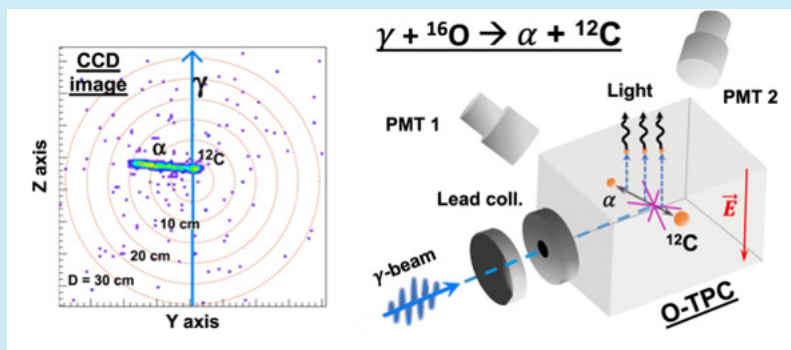 CCD
image
γ
α
¹²C
10 cm
20 cm
D = 30 cm
Z axis
Y axis
γ + ¹⁶O → α + ¹²C
PMT 1
Light
PMT 2
Lead coll.
α
¹²C
E⃗
γ-beam
O-TPC